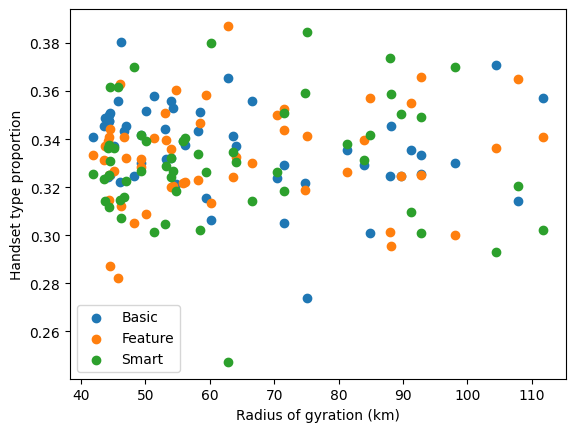 0.38
0.36
0.34
0.32
0.30
0.28
0.26
Handset type proportion
Basic
Feature
Smart
40 50 60 70 80 90 100 110
Radius of gyration (km)